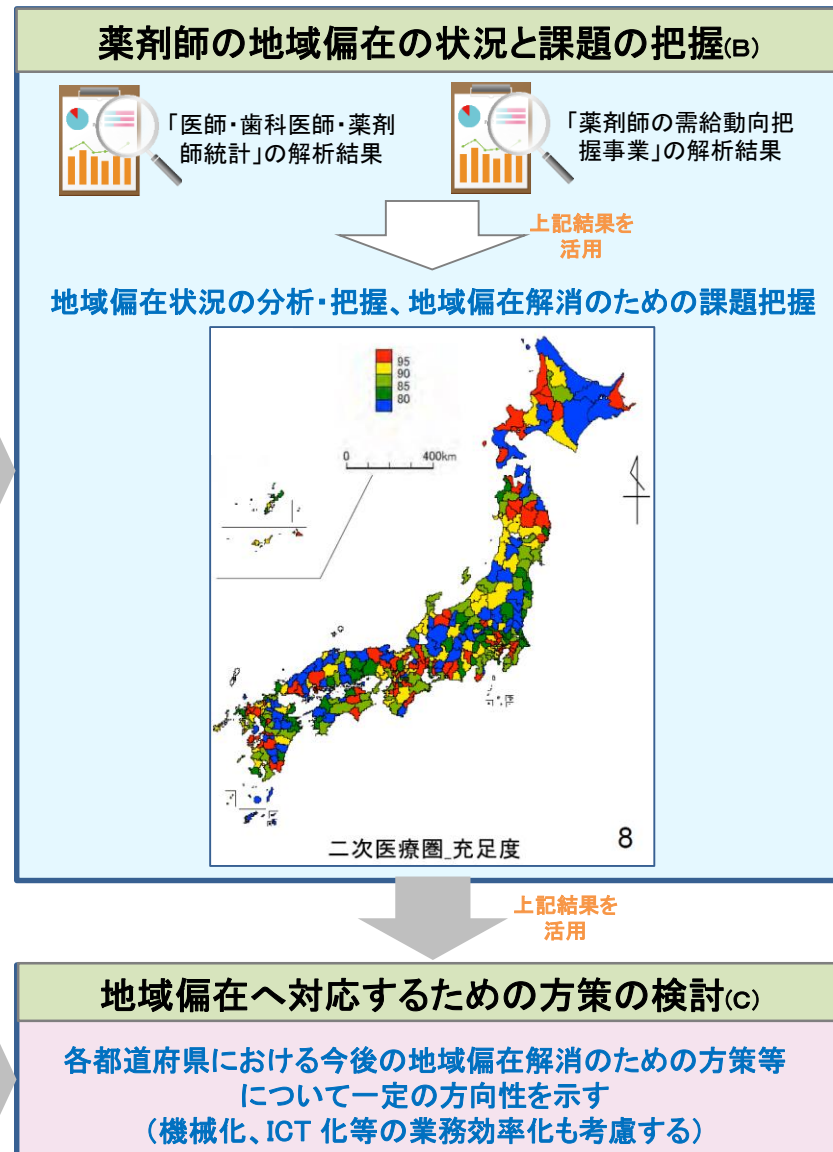 薬剤師の地域偏在の状況と課題の把握(B)
「医師・歯科医師・薬剤
師統計」の解析結果
「薬剤師の需給動向把
握事業」の解析結果
上記結果を
活用
地域偏在状況の分析・把握、地域偏在解消のための課題把握
95
90
85
80
0 400km
二次医療圏_充足度
8
上記結果を
活用
地域偏在へ対応するための方策の検討(C)
各都道府県における今後の地域偏在解消のための方策等
について一定の方向性を示す
(機械化、ICT 化等の業務効率化も考慮する)